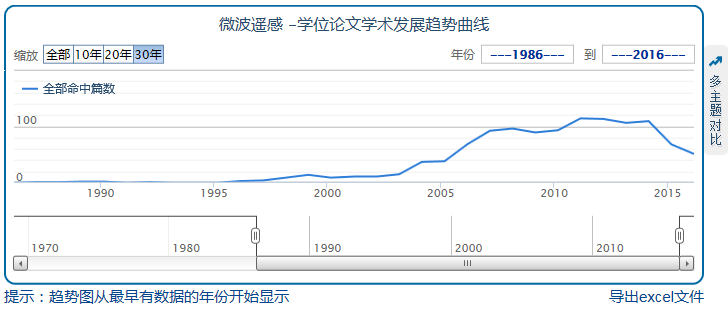 微波遥感 -学位论文学术发展趋势曲线
缩放 全部 10年 20年 30年 年份 ---1986--- 到 ---2016---
全部命中篇数
100
0
1990 1995 2000 2005 2010 2015
1970 1980 1990 2000 2010
多主题对比
提示：趋势图从最早有数据的年份开始显示 导出excel文件